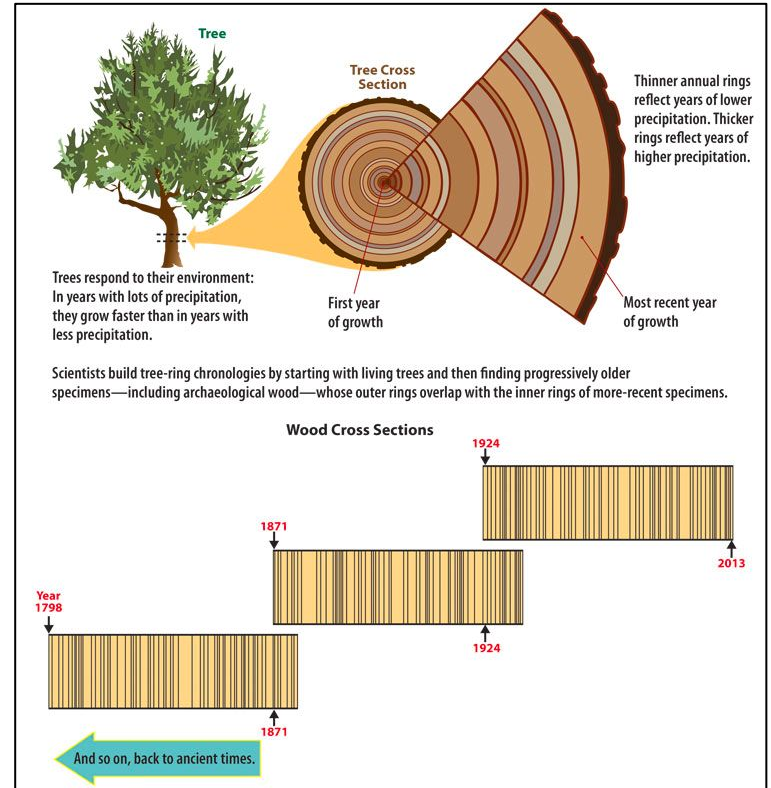 Tree
Tree Cross
Section
Thinner annual rings
reflect years of lower
precipitation. Thicker
rings reflect years of
higher precipitation.
Trees respond to their environment:
In years with lots of precipitation,
they grow faster than in years with
less precipitation.
First year
of growth
Most recent year
of growth
Scientists build tree-ring chronologies by starting with living trees and then finding progressively older
specimens—including archaeological wood—whose outer rings overlap with the inner rings of more-recent specimens.
Wood Cross Sections
1924
2013
1871
1924
Year
1798
1871
And so on, back to ancient times.